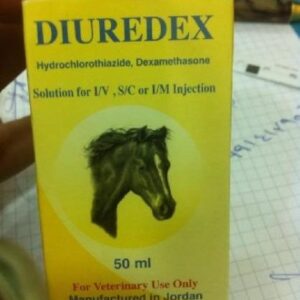 DIUREDEX
Hydrochlorothiazide, Dexamethasone
Solution for I/V , S/C or I/M Injection
50 ml
For Veterinary Use Only
Manufactured in Jordan